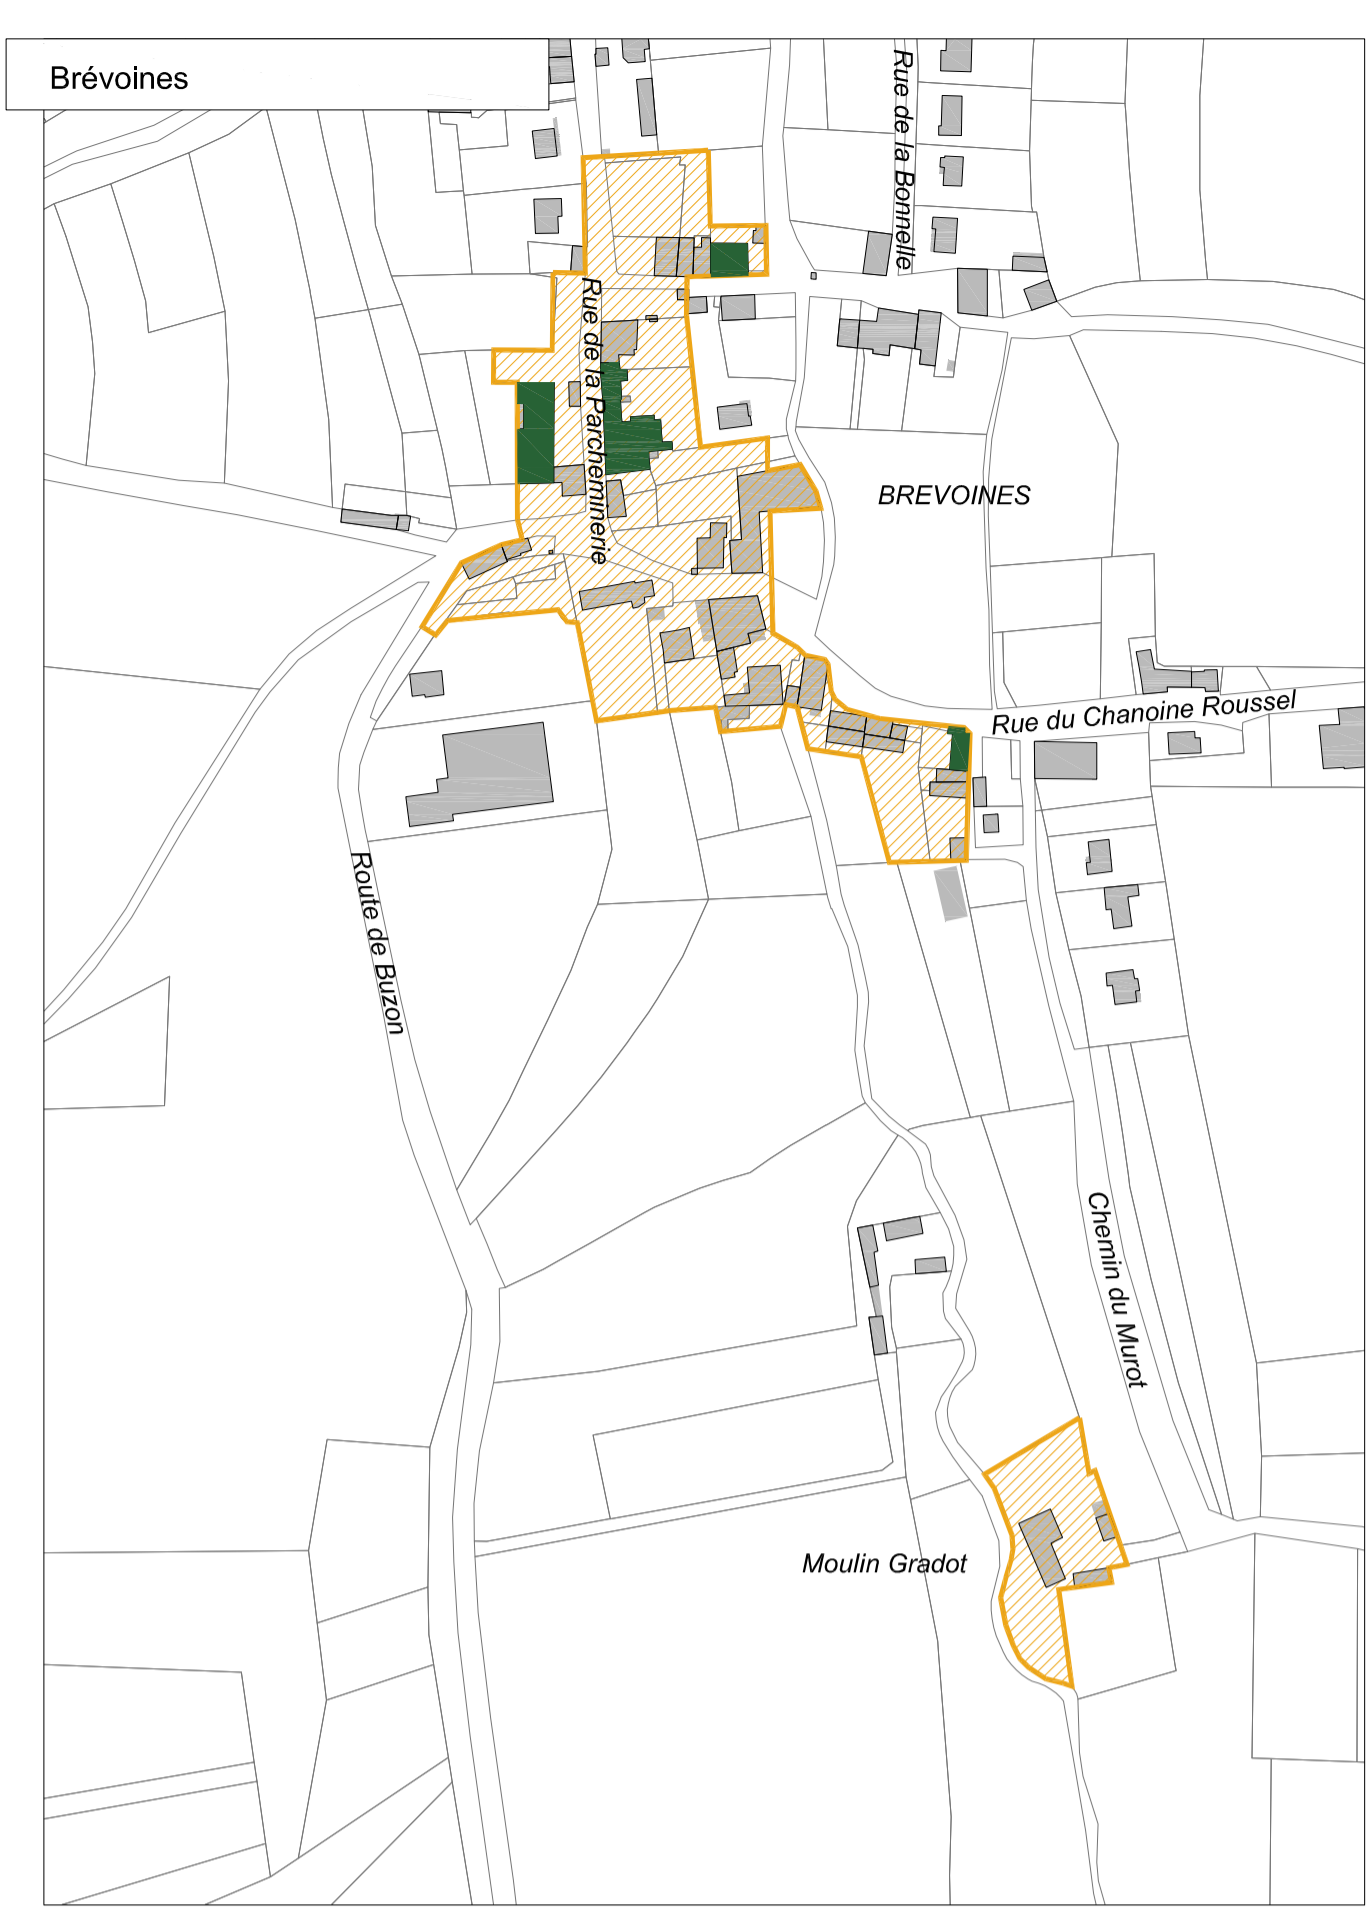 Brévoines
Rue de la Bonnelle
Rue de la Parcheminerie
BREVOINES
Rue du Chanoine Roussel
Route de Buzon
Chemin du Murot
Moulin Gradot